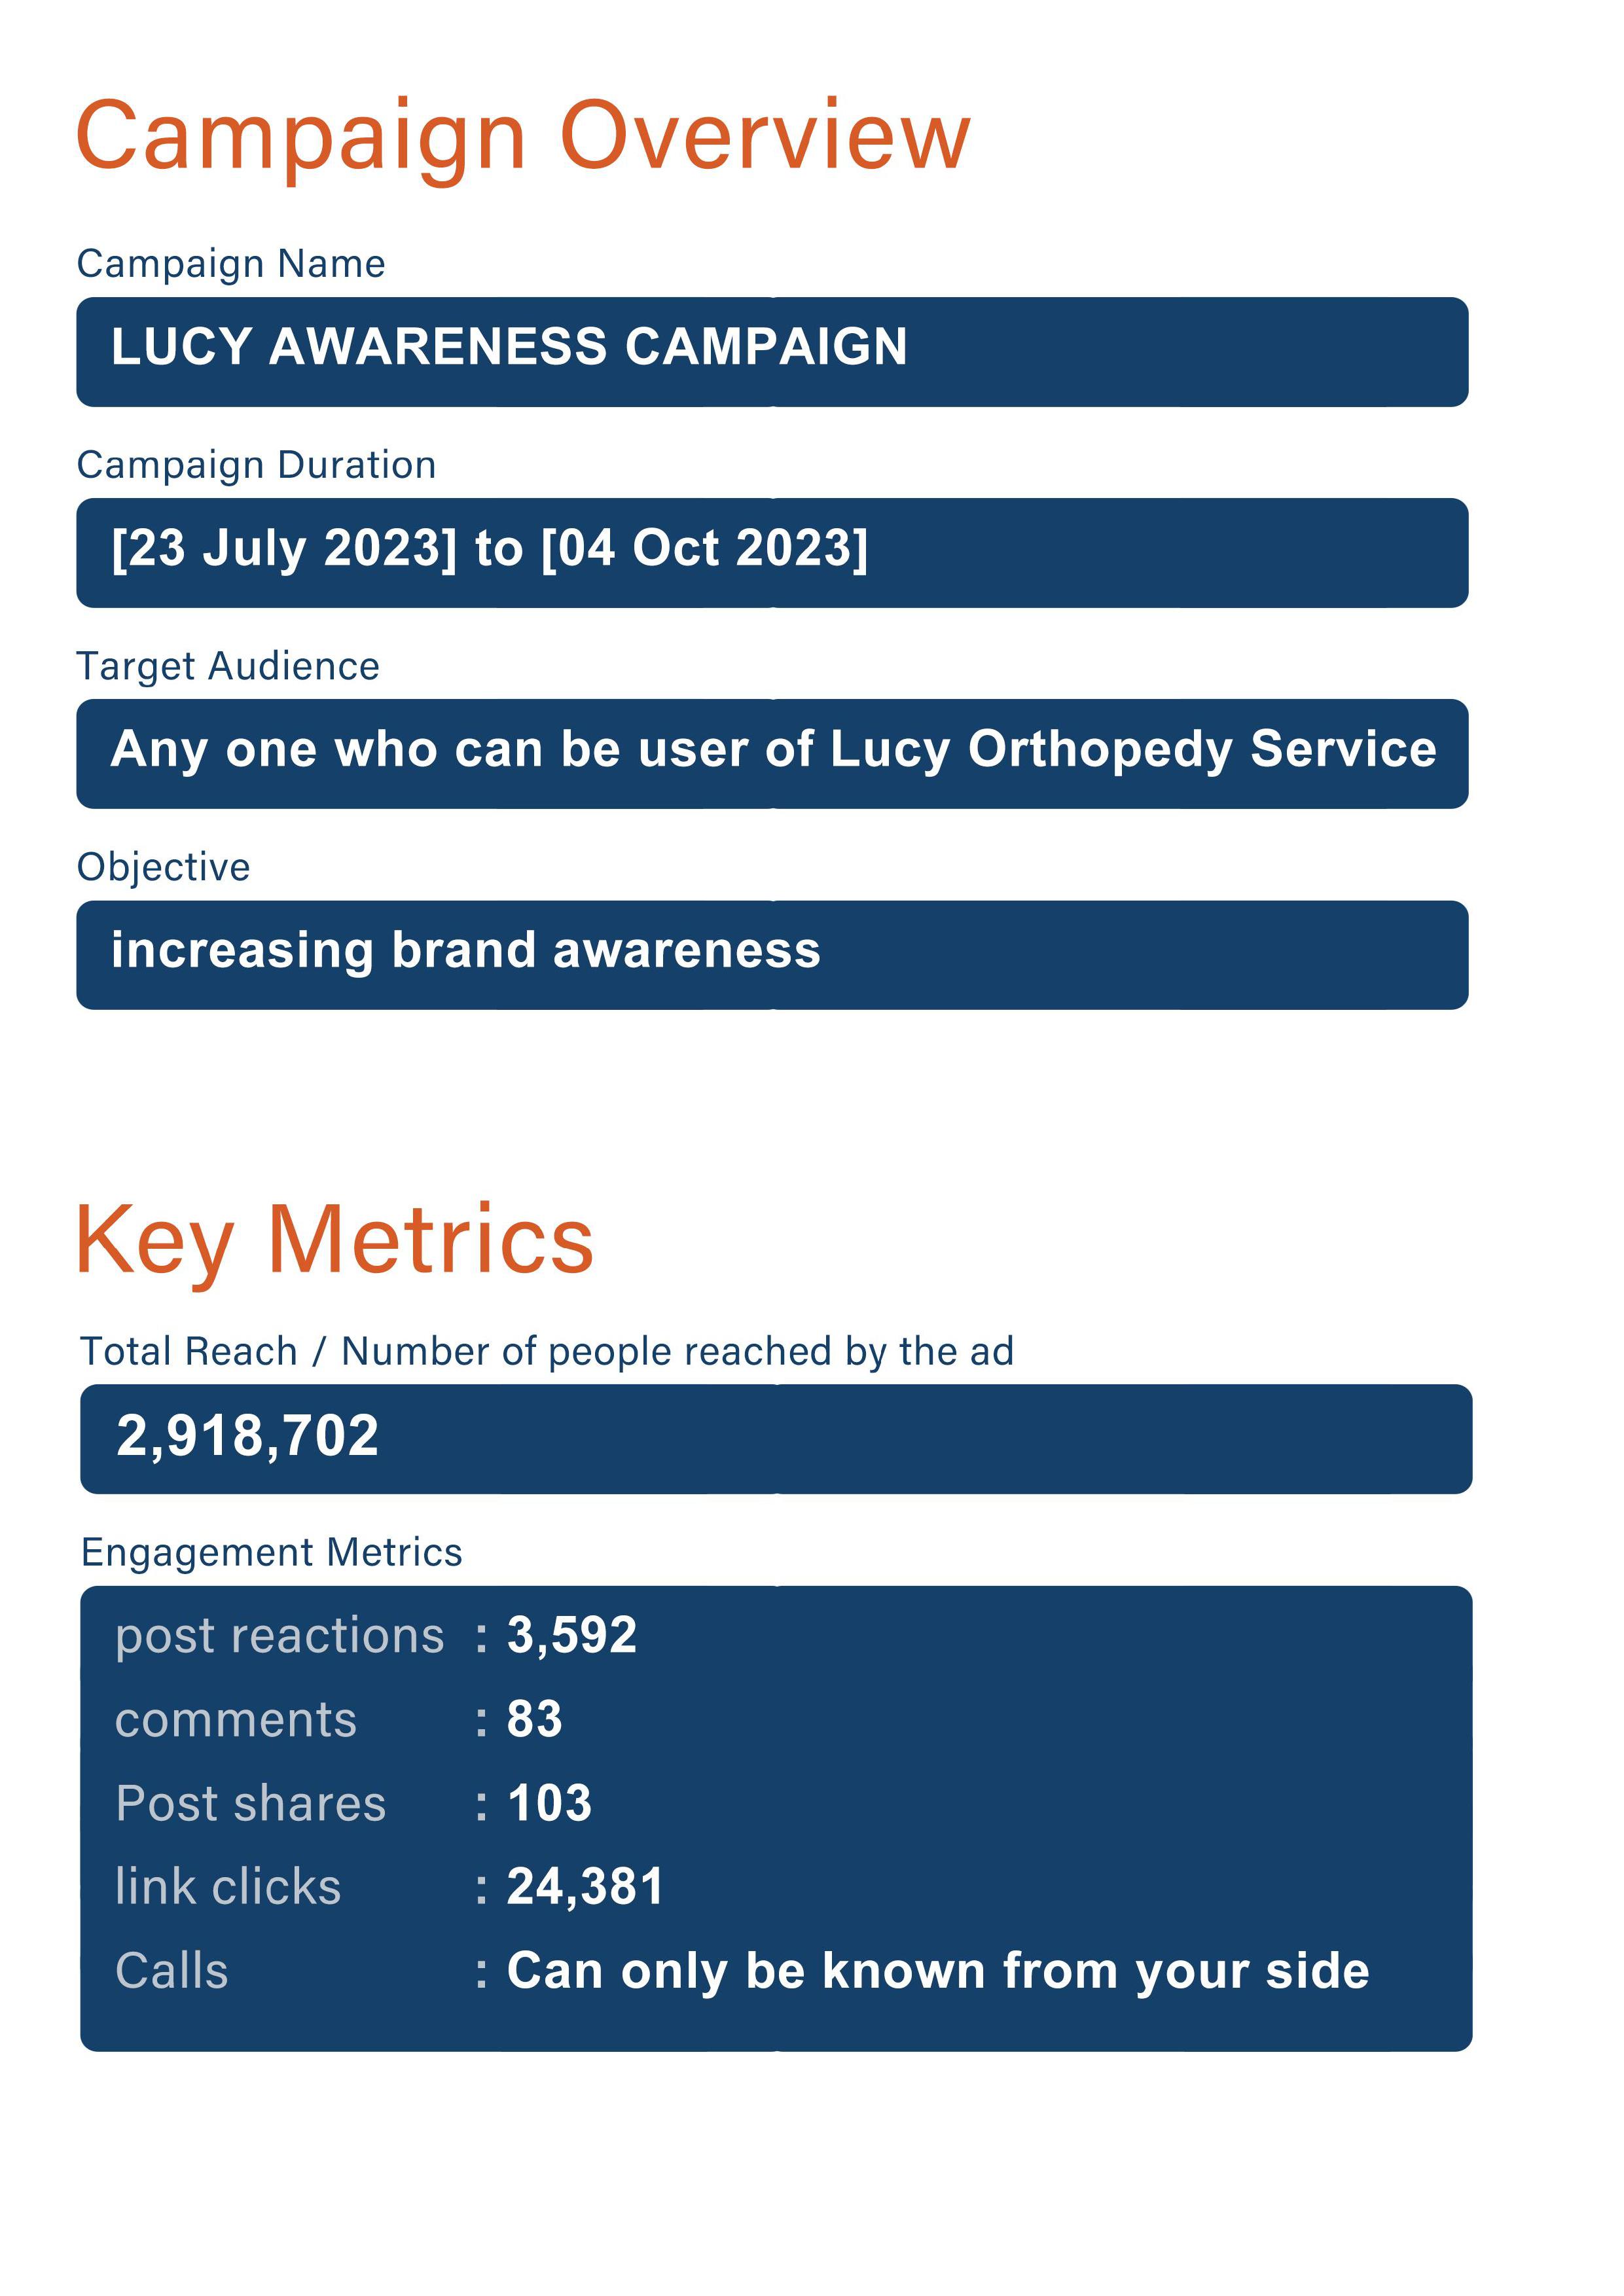 Campaign Overview
Campaign Name
LUCY AWARENESS CAMPAIGN
Campaign Duration
[23 July 2023] to [04 Oct 2023]
Target Audience
Any one who can be user of Lucy Orthopedy Service
Objective
increasing brand awareness
Key Metrics
Total Reach / Number of people reached by the ad
2,918,702
Engagement Metrics
post reactions : 3,592
comments : 83
Post shares : 103
link clicks : 24,381
Calls : Can only be known from your side